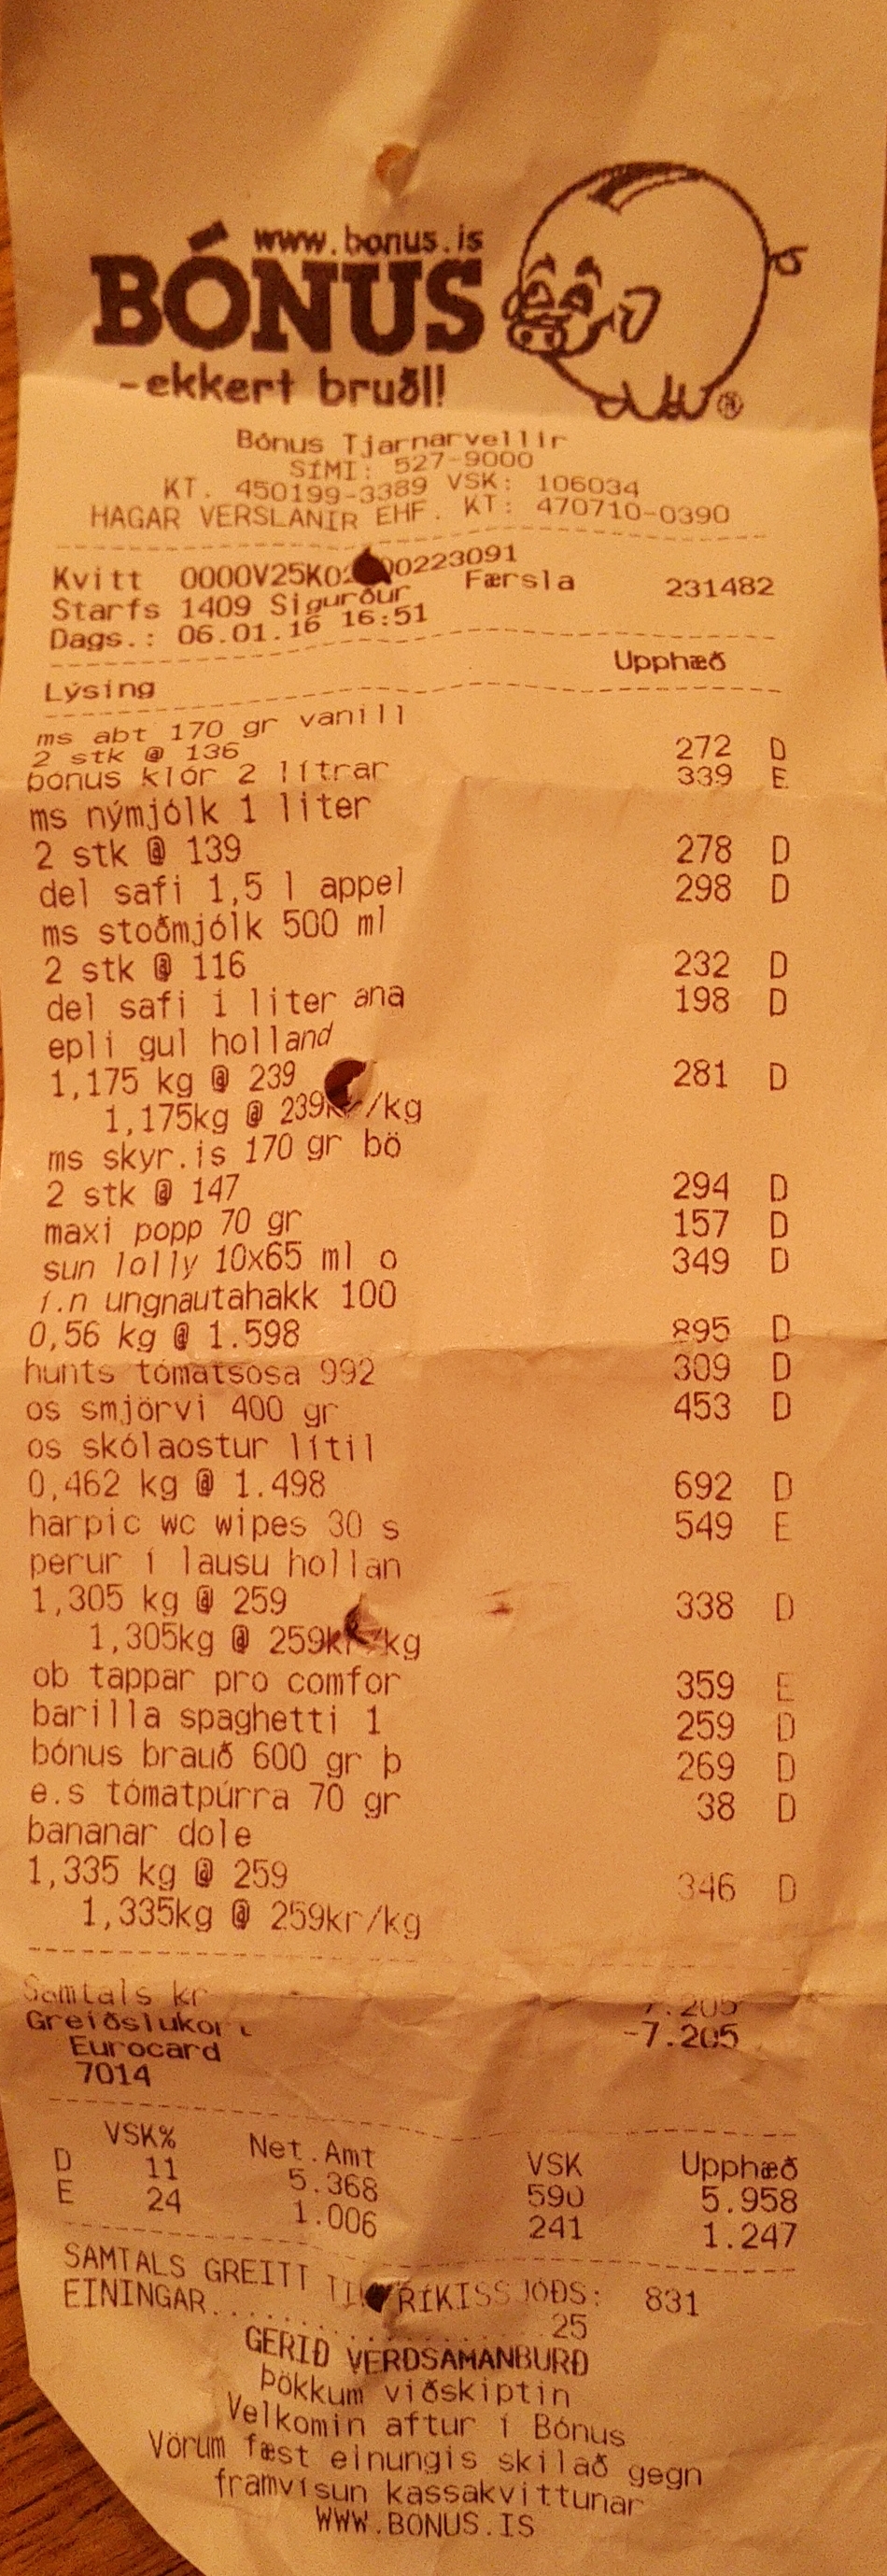 www.bonus.is
BÓNUS
-ekkert bruðl!
Bónus Tjarnarvellir
SÍMI: 527-9000
KT. 450199-3389 VSK: 106034
HAGAR VERSLANIR EHF. KT: 470710-0390
Kvitt 00223091
Starfs 1409 Sigurður Færsla 231482
Dags.: 06.01.16 16:51
Lýsing Upphæð
ms abt 170 gr vanill
2 stk @ 136 272 D
bónus klór 2 lítrar 339 E
ms nýmjólk 1 liter
2 stk @ 139 278 D
del safi 1,5 l appel 298 D
ms stoðmjólk 500 ml
2 stk @ 116 232 D
del safi 1 liter ana 198 D
epli gul holland
1,175 kg @ 239 281 D
1,175kg @ 239kr/kg
ms skyr.is 170 gr bö
2 stk @ 147 294 D
maxi popp 70 gr 157 D
sun lolly 10x65 ml o 349 D
í.n ungnautahakk 100
0,56 kg @ 1.598 895 D
hunts tómatsósa 992 309 D
os smjörvi 400 gr 453 D
os skólaostur lítil
0,462 kg @ 1.498 692 D
harpic wc wipes 30 s 549 E
perur í lausu hollan
1,305 kg @ 259 338 D
1,305kg @ 259kr/kg
ob tappar pro comfor 359 E
barilla spaghetti 1 259 D
bónus brauð 600 gr þ 269 D
e.s tómatpúrra 70 gr 38 D
bananar dole
1,335 kg @ 259 346 D
1,335kg @ 259kr/kg
Samtals kr 7.205
Greiðslukort -7.205
Eurocard
7014
VSK% Net.Amt VSK Upphæð
D 11 5.368 590 5.958
E 24 1.006 241 1.247
SAMTALS GREITT TIL RÍKISSJÓÐS: 831
EININGAR.................25
GERIÐ VERÐSAMANBURÐ
Þökkum viðskiptin
Velkomin aftur í Bónus
Vörum fæst einungis skilað gegn
framvísun kassakvittunar
WWW.BONUS.IS